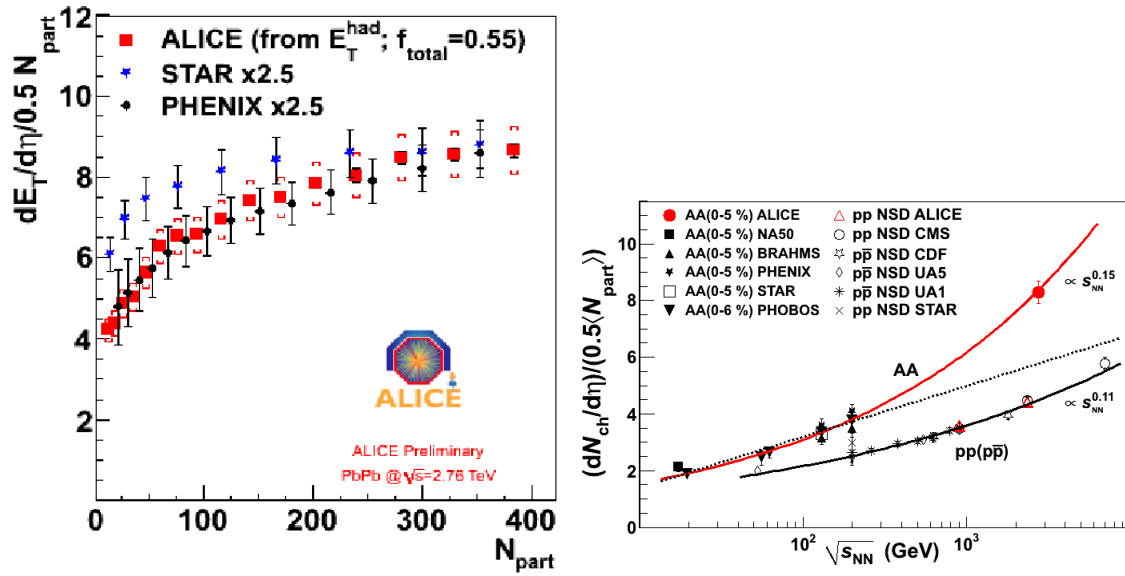 dE_T/dη/0.5 N_part
12
10
8
6
4
2
ALICE (from E_T^had; f_total=0.55)
STAR x2.5
PHENIX x2.5
ALICE
ALICE Preliminary
PbPb @√s=2.76 TeV
0 100 200 300 400
N_part
(dN_ch/dη)/(0.5⟨N_part⟩)
10
8
6
4
2
0
AA(0-5 %) ALICE
AA(0-5 %) NA50
AA(0-5 %) BRAHMS
AA(0-5 %) PHENIX
AA(0-5 %) STAR
AA(0-6 %) PHOBOS
pp NSD ALICE
pp NSD CMS
pp̄ NSD CDF
pp̄ NSD UA5
pp̄ NSD UA1
pp NSD STAR
∝ s_NN^0.15
AA
∝ s_NN^0.11
pp(pp̄)
10^2 10^3
√s_NN (GeV)